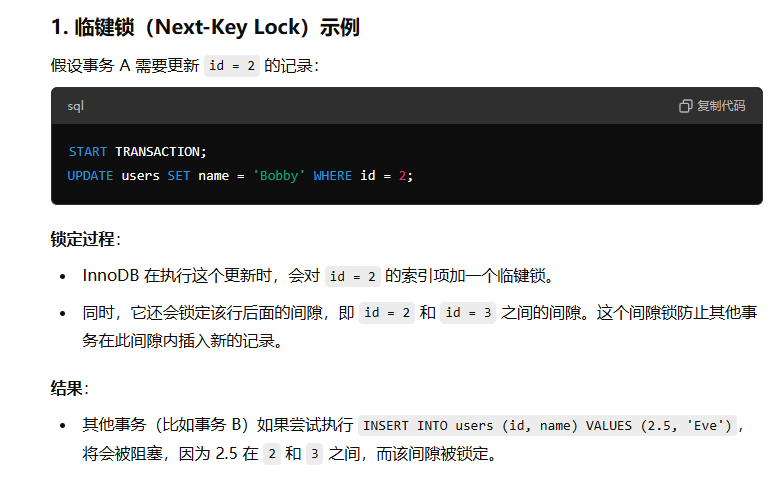 1. 临键锁（Next-Key Lock）示例
假设事务 A 需要更新 id = 2 的记录：
sql
复制代码
START TRANSACTION;
UPDATE users SET name = 'Bobby' WHERE id = 2;
锁定过程：
• InnoDB 在执行这个更新时，会对 id = 2 的索引项加一个临键锁。
• 同时，它还会锁定该行后面的间隙，即 id = 2 和 id = 3 之间的间隙。这个间隙锁防止其他事
务在此间隙内插入新的记录。
结果：
• 其他事务（比如事务 B）如果尝试执行 INSERT INTO users (id, name) VALUES (2.5, 'Eve')，
将会被阻塞，因为 2.5 在 2 和 3 之间，而该间隙被锁定。